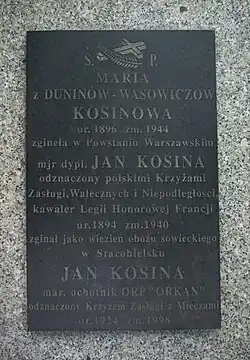 Ś. P.
MARIA
z DUNINÓW-WĄSOWICZÓW
KOSINOWA
ur. 1896 zm. 1944
zginęła w Powstaniu Warszawskim
mjr dypl. JAN KOSINA
odznaczony polskimi Krzyżami
Zasługi, Walecznych i Niepodległości,
kawaler Legii Honorowej Francji
ur. 1894 zm. 1940
zginął jako więzień obozu sowieckiego
w Starobielsku
JAN KOSINA
mar. ochotnik ORP "ORKAN"
odznaczony Krzyżem Zasługi z Mieczami
ur. 1924 zm. 1998